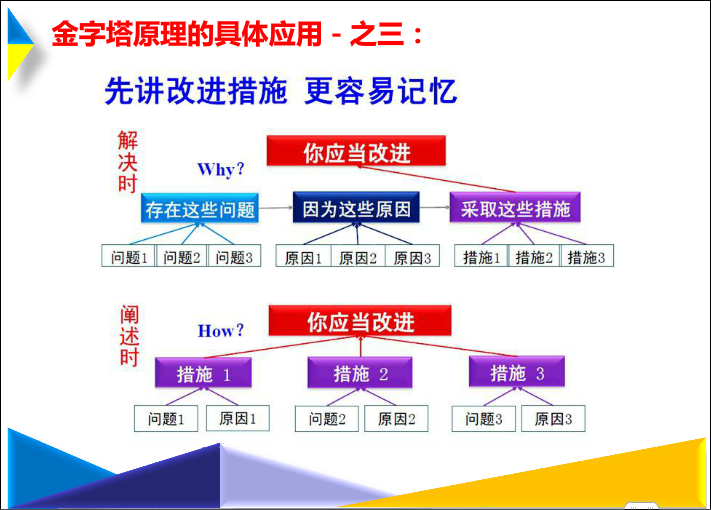 金字塔原理的具体应用 - 之三：
先讲改进措施 更容易记忆
解决时
Why?
你应当改进
存在这些问题 因为这些原因 采取这些措施
问题1 问题2 问题3 原因1 原因2 原因3 措施1 措施2 措施3
阐述时
How?
你应当改进
措施 1 措施 2 措施 3
问题1 原因1 问题2 原因2 问题3 原因3